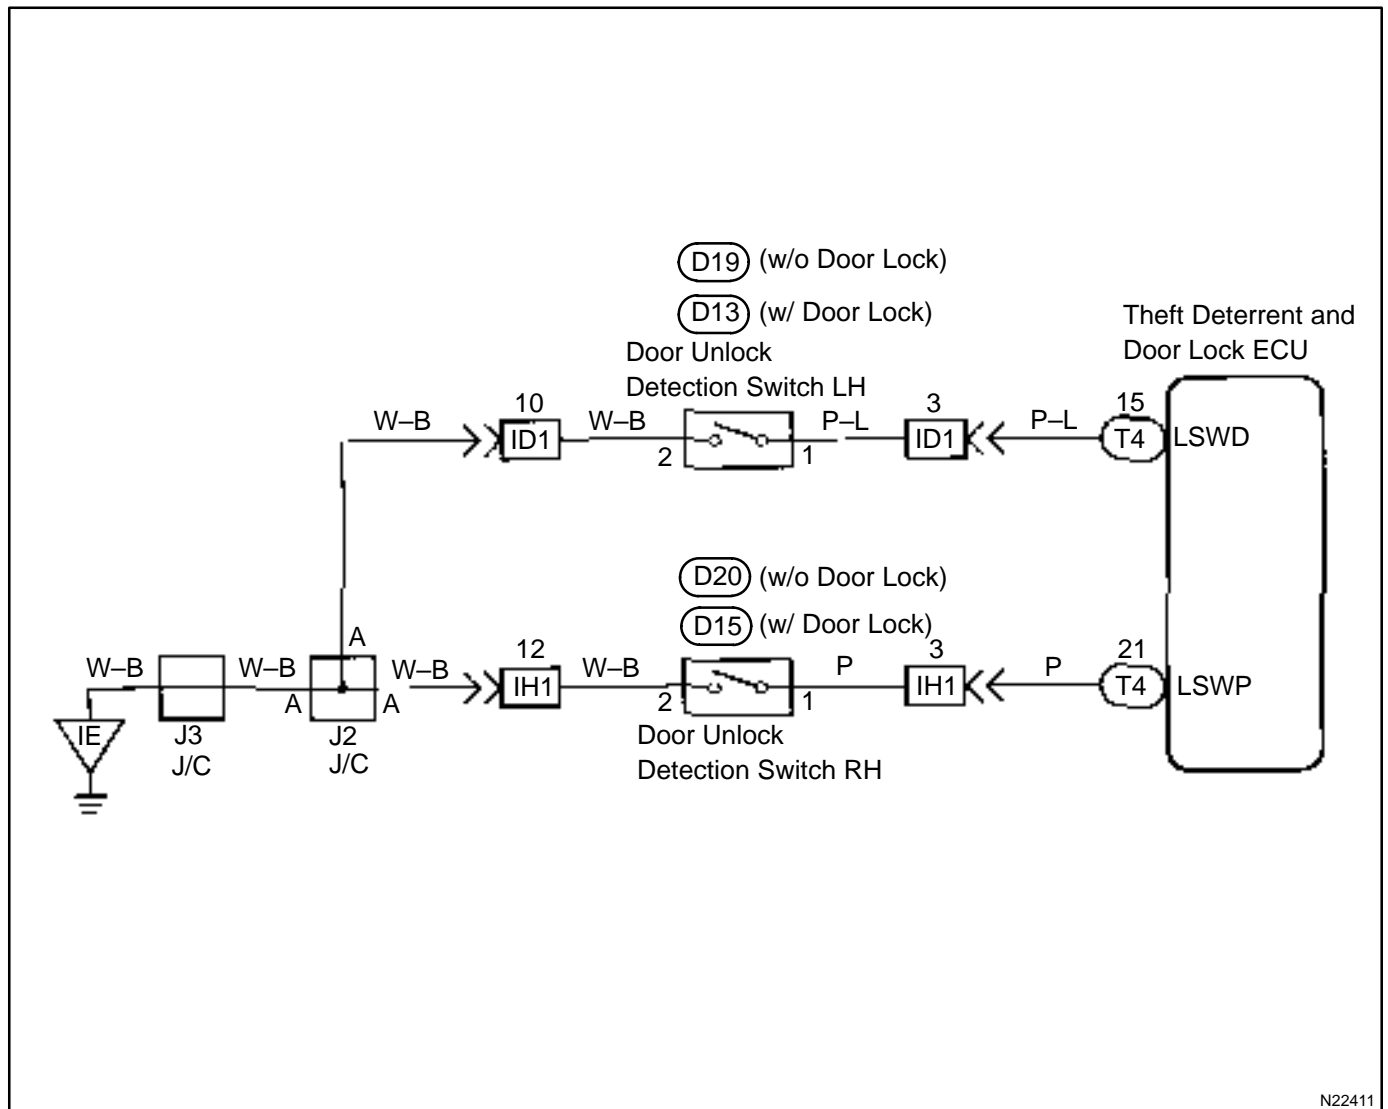 D19 (w/o Door Lock)
D13 (w/ Door Lock)
Door Unlock
Detection Switch LH
Theft Deterrent and
Door Lock ECU
W–B 10 W–B P–L 3 P–L 15
ID1 2 1 ID1 T4 LSWD
D20 (w/o Door Lock)
D15 (w/ Door Lock)
A
W–B W–B W–B 12 W–B P 3 P 21
A A IH1 2 1 IH1 T4 LSWP
IE J3 J2 Door Unlock
J/C J/C Detection Switch RH
N22411